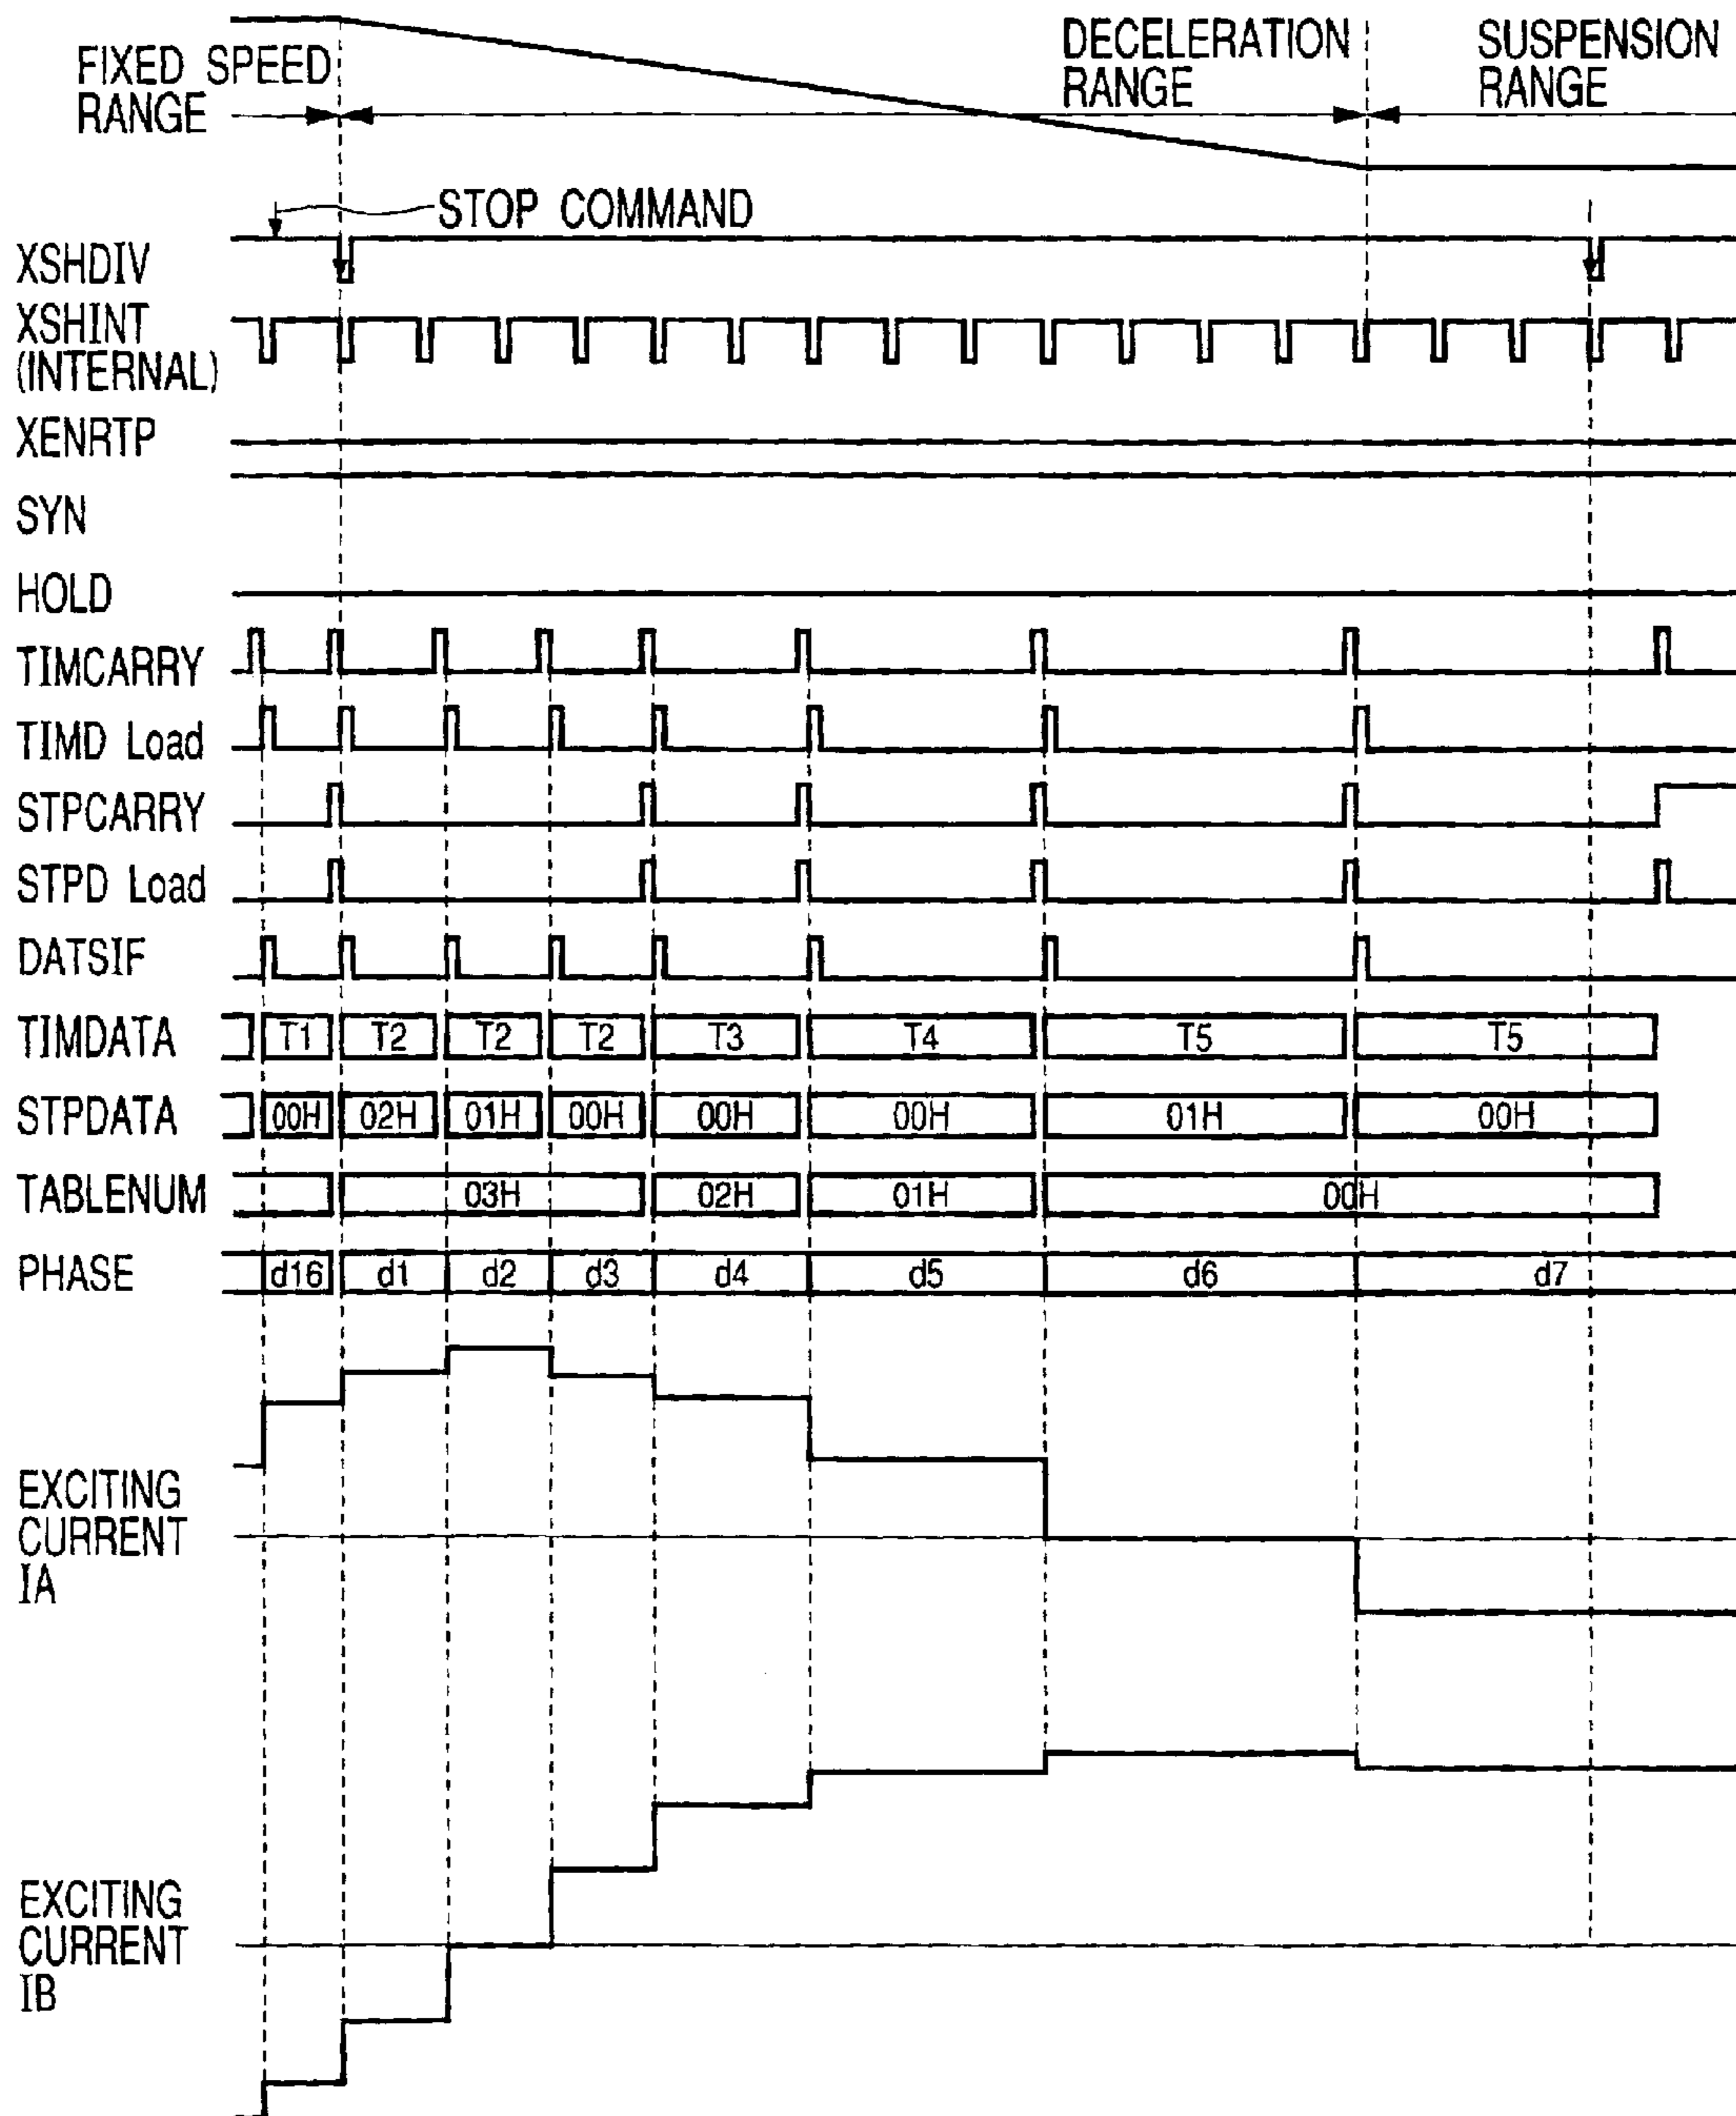 FIXED SPEED
RANGE
DECELERATION
RANGE
SUSPENSION
RANGE
STOP COMMAND
XSHDIV
XSHINT
(INTERNAL)
XENRTP
SYN
HOLD
TIMCARRY
TIMD Load
STPCARRY
STPD Load
DATSIF
TIMDATA T1 T2 T2 T2 T3 T4 T5 T5
STPDATA 00H 02H 01H 00H 00H 00H 01H 00H
TABLENUM 03H 02H 01H 00H
PHASE d16 d1 d2 d3 d4 d5 d6 d7
EXCITING
CURRENT
IA
EXCITING
CURRENT
IB